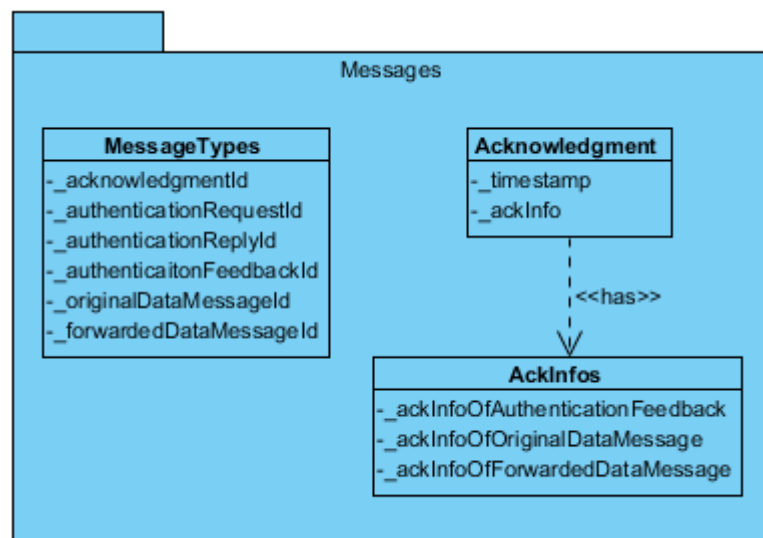 Messages
MessageTypes
-_acknowledgmentId
-_authenticationRequestId
-_authenticationReplyId
-_authenticaitonFeedbackId
-_originalDataMessageId
-_forwardedDataMessageId
Acknowledgment
-_timestamp
-_ackInfo
<<has>>
AckInfos
-_ackInfoOfAuthenticationFeedback
-_ackInfoOfOriginalDataMessage
-_ackInfoOfForwardedDataMessage